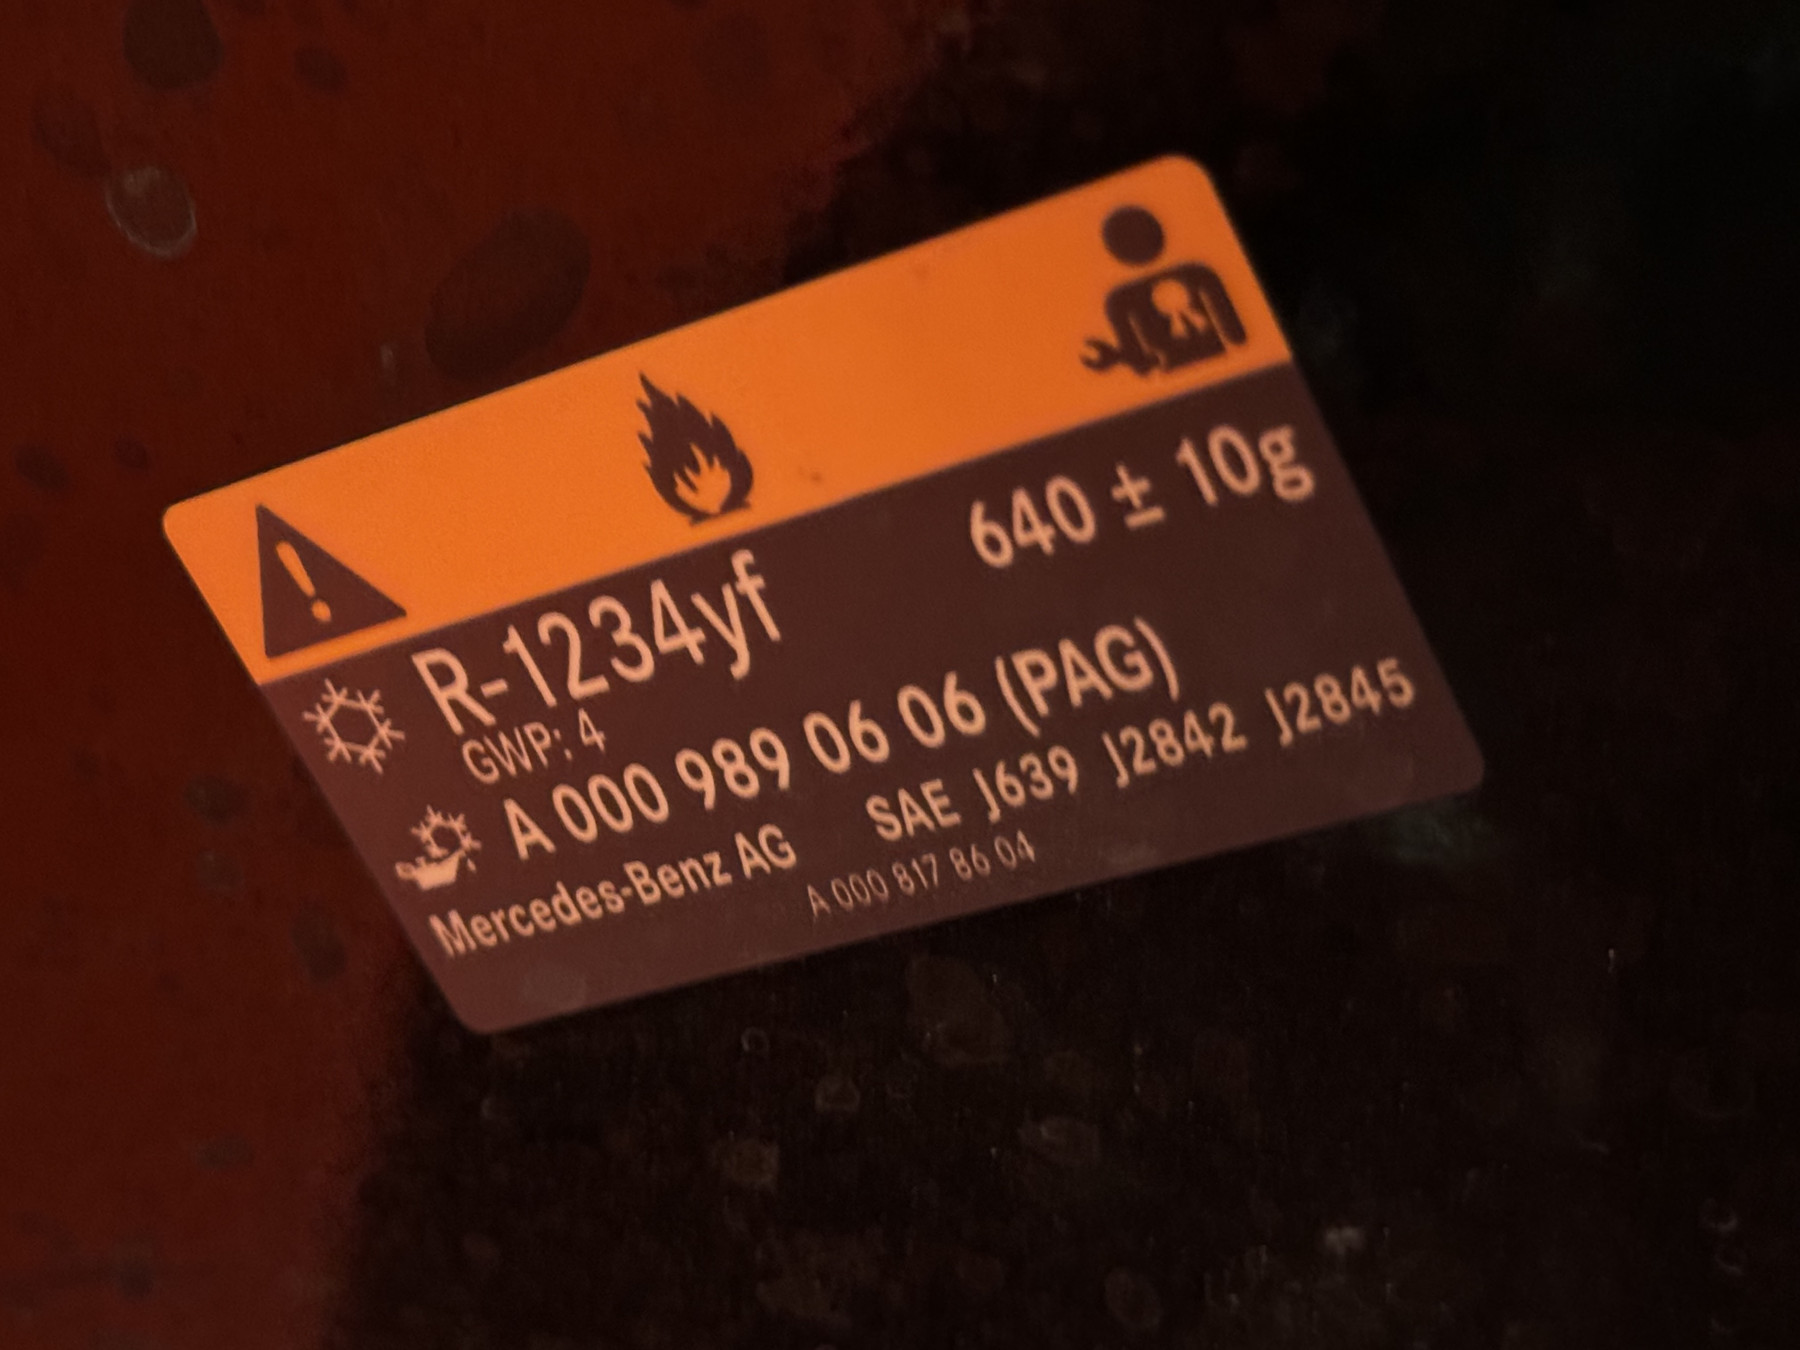 R-1234yf 640 ± 10g
GWP: 4
A 000 989 06 06 (PAG)
Mercedes-Benz AG SAE J639 J2842 J2845
A 000 817 86 04